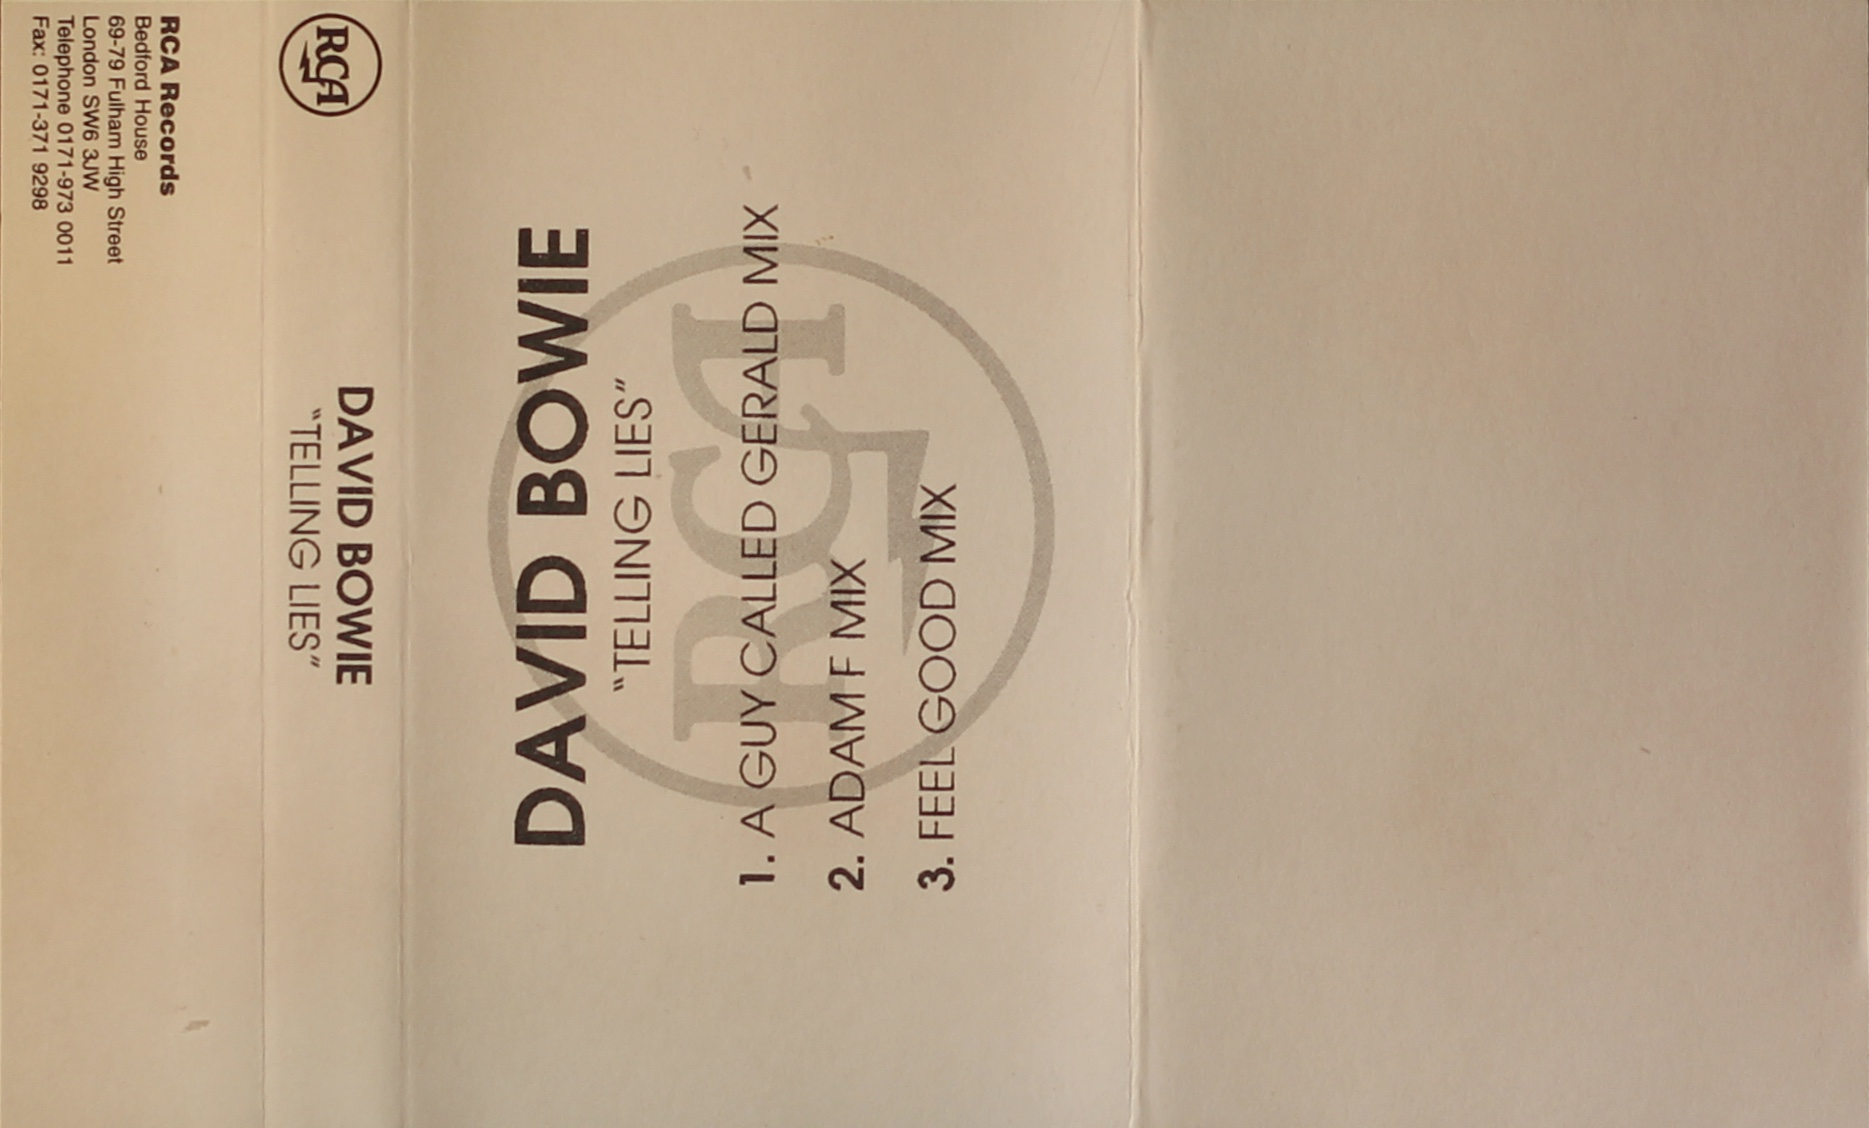 RCA Records
Bedford House
69-79 Fulham High Street
London SW6 3JW
Telephone 0171-973 0011
Fax: 0171-371 9298
RCA
DAVID BOWIE
“TELLING LIES”
DAVID BOWIE
“TELLING LIES”
RCA
1. A GUY CALLED GERALD MIX
2. ADAM F MIX
3. FEEL GOOD MIX